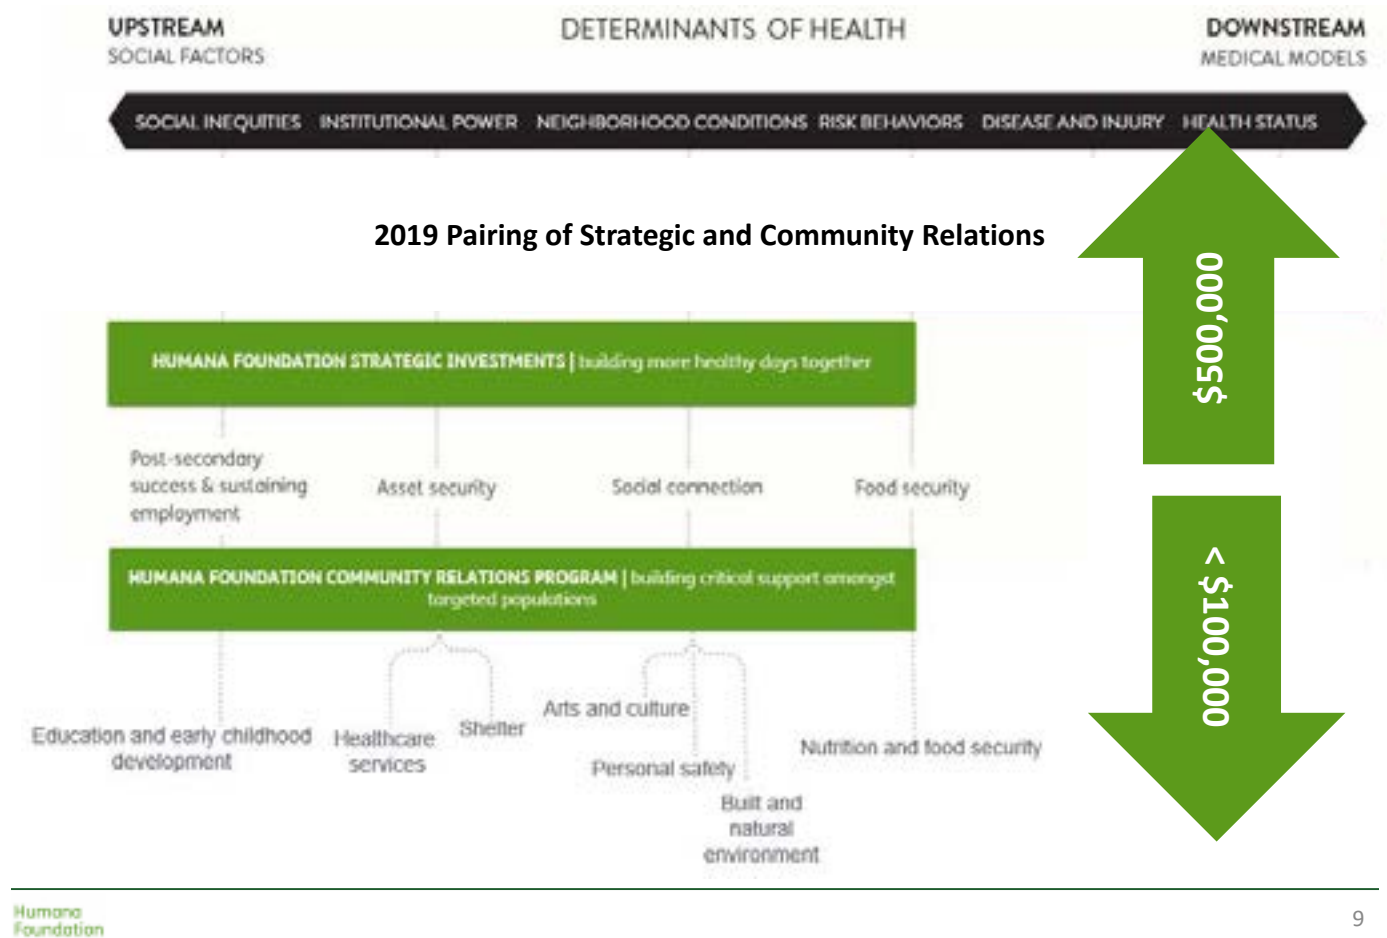 UPSTREAM
SOCIAL FACTORS
DETERMINANTS OF HEALTH
DOWNSTREAM
MEDICAL MODELS
SOCIAL INEQUITIES INSTITUTIONAL POWER NEIGHBORHOOD CONDITIONS RISK BEHAVIORS DISEASE AND INJURY HEALTH STATUS
2019 Pairing of Strategic and Community Relations
$500,000
HUMANA FOUNDATION STRATEGIC INVESTMENTS | building more healthy days together
Post-secondary
success & sustaining
employment
Asset security
Social connection
Food security
HUMANA FOUNDATION COMMUNITY RELATIONS PROGRAM | building critical support amongst
targeted populations
< $100,000
Education and early childhood
development
Healthcare
services
Shelter
Arts and culture
Personal safety
Built and
natural
environment
Nutrition and food security
Humana
Foundation
9